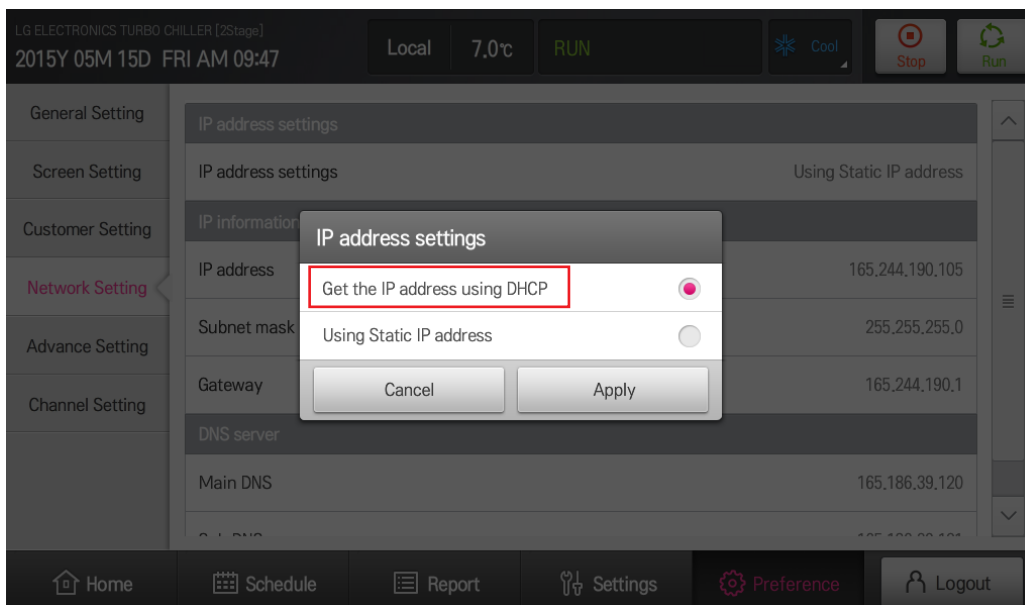 LG ELECTRONICS TURBO CHILLER [2Stage]
2015Y 05M 15D FRI AM 09:47
Local 7.0℃ RUN
Cool
Stop
Run
General Setting
Screen Setting
Customer Setting
Network Setting
Advance Setting
Channel Setting
IP address settings
IP address settings Using Static IP address
IP information
IP address settings
Get the IP address using DHCP
Using Static IP address
Cancel Apply
IP address 165.244.190.105
Subnet mask 255.255.255.0
Gateway 165.244.190.1
DNS server
Main DNS 165.186.39.120
Home Schedule Report Settings Preference Logout